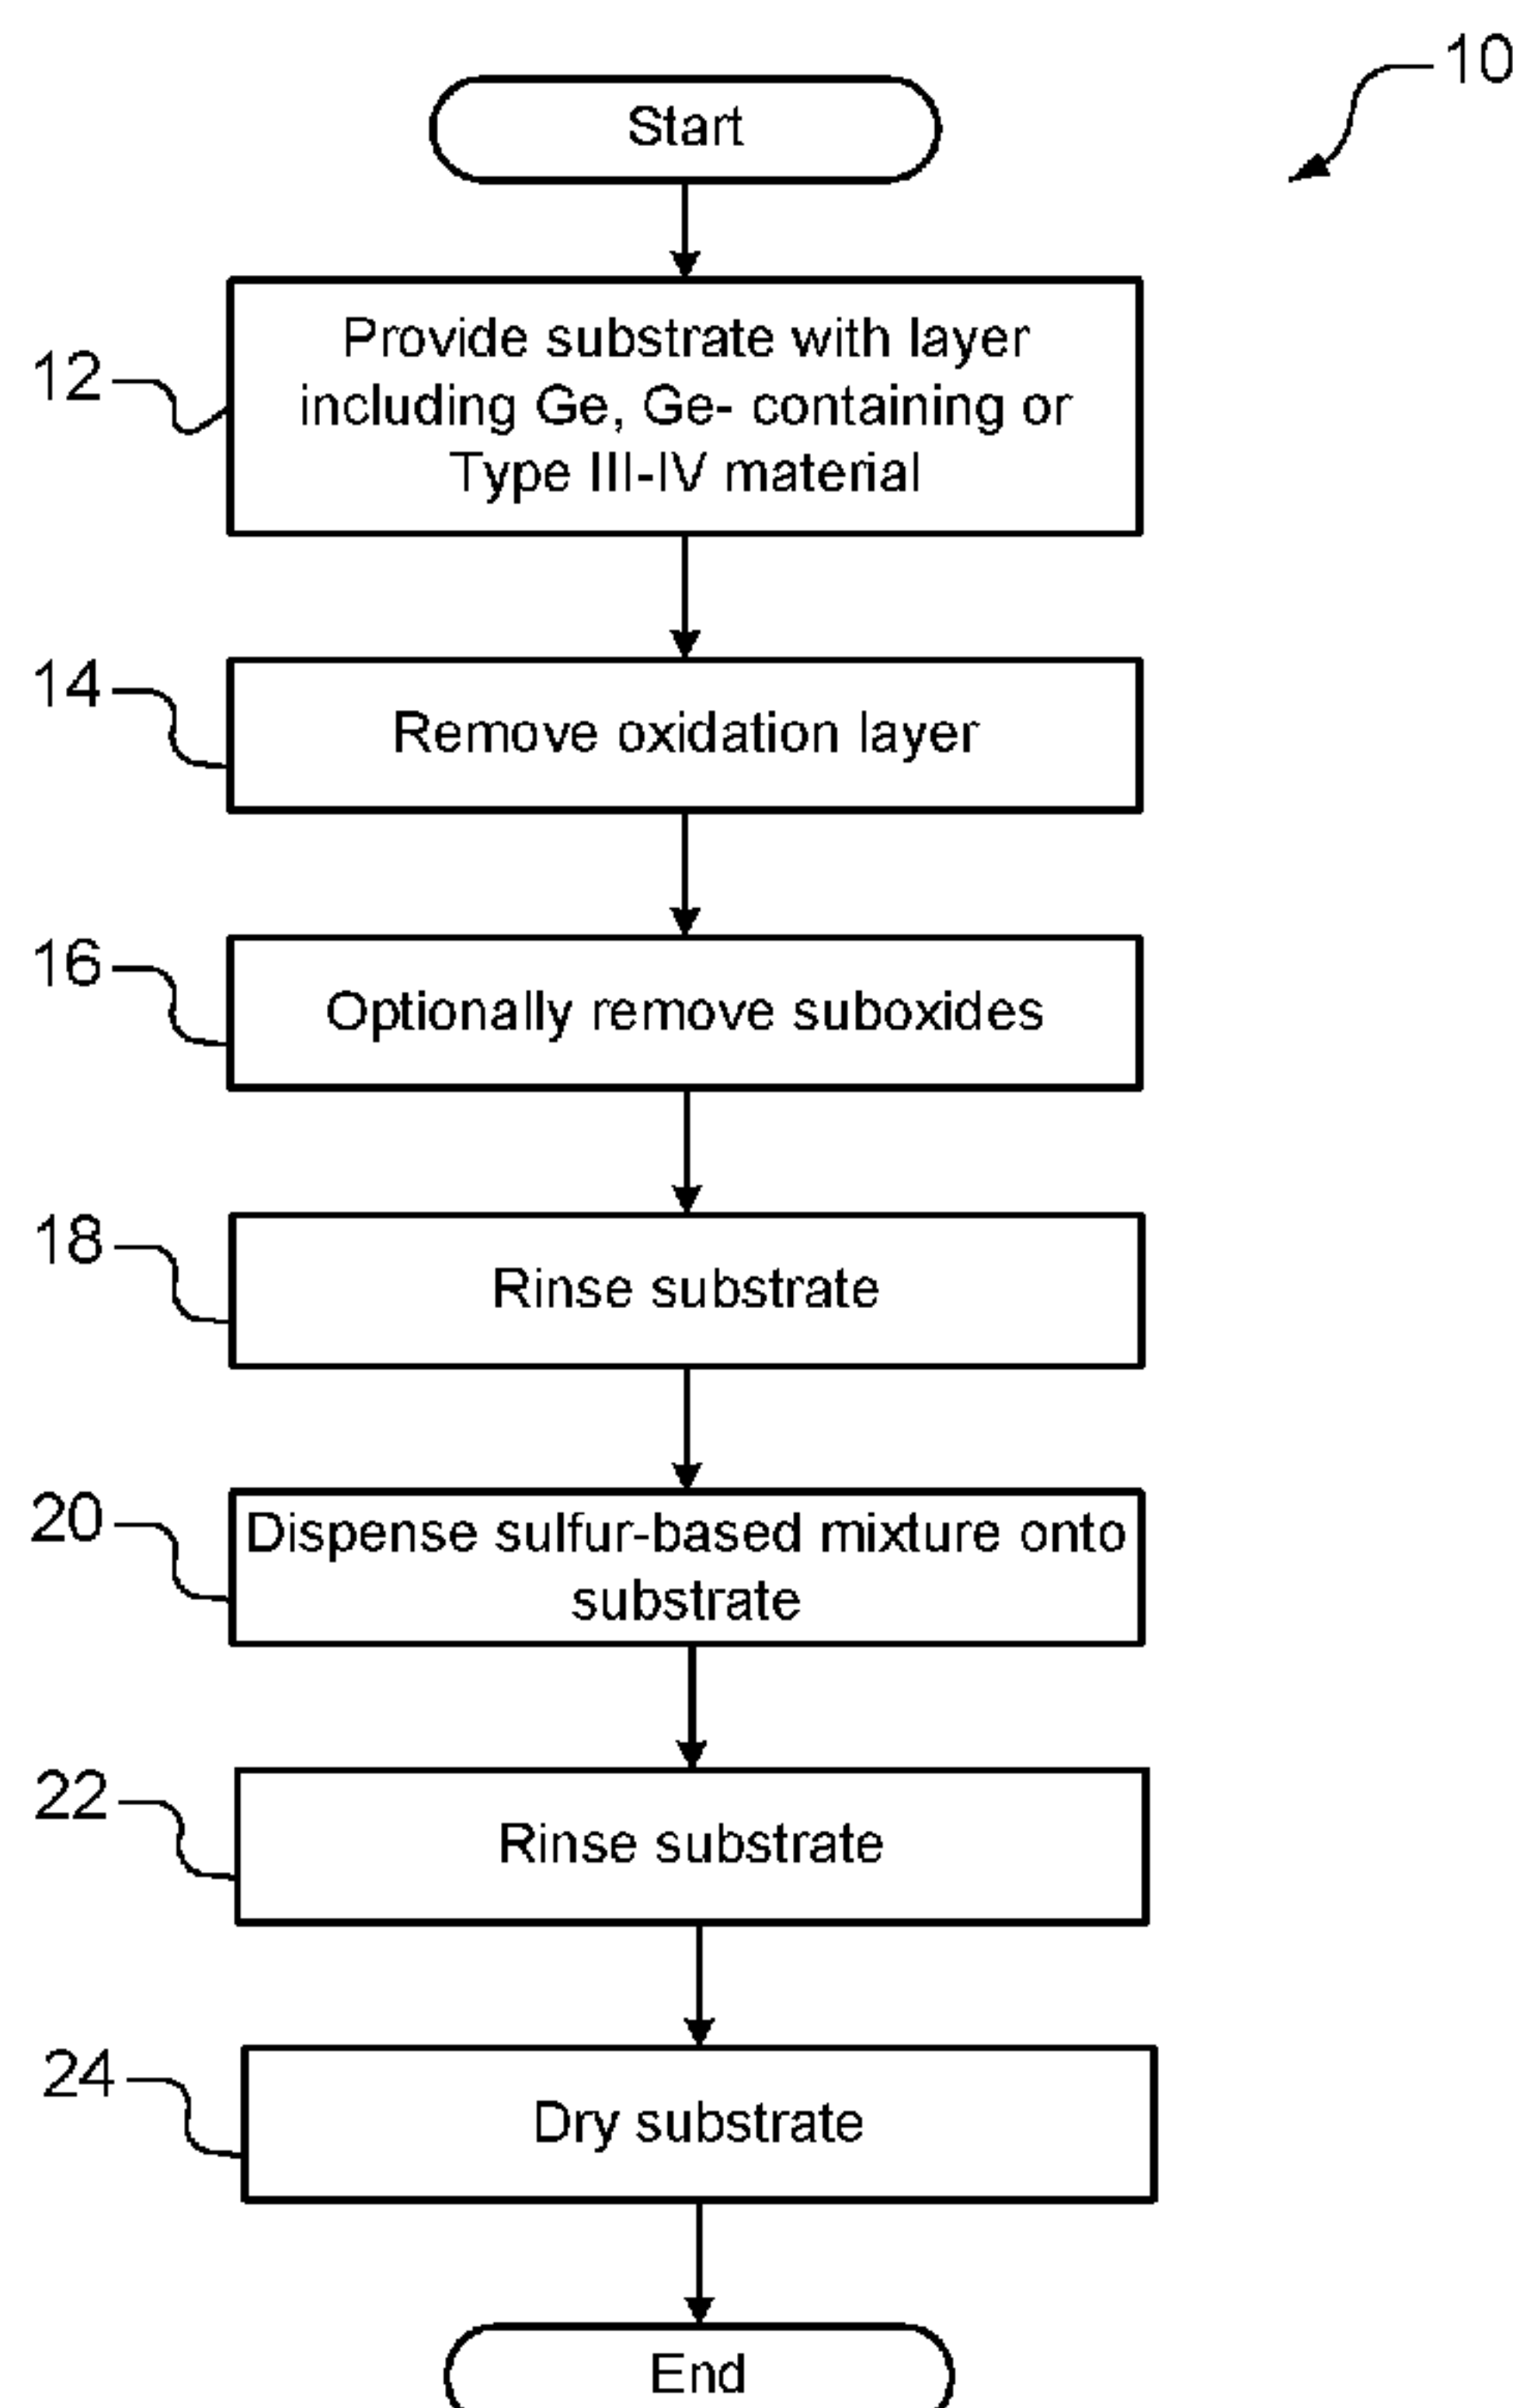 10
Start
12
Provide substrate with layer
including Ge, Ge- containing or
Type III-IV material
14
Remove oxidation layer
16
Optionally remove suboxides
18
Rinse substrate
20
Dispense sulfur-based mixture onto
substrate
22
Rinse substrate
24
Dry substrate
End